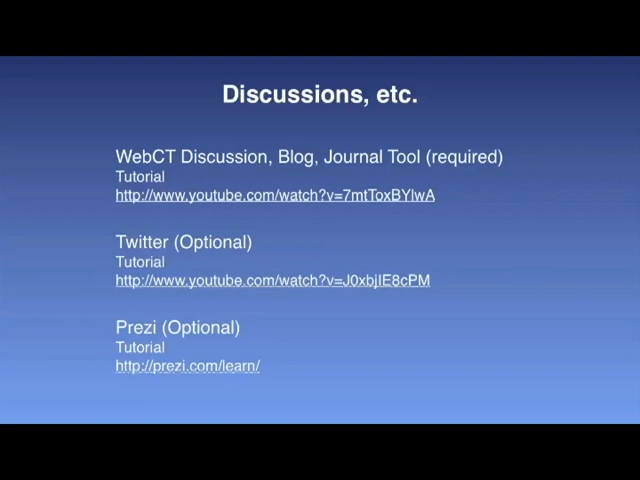 Discussions, etc.
WebCT Discussion, Blog, Journal Tool (required)
Tutorial
http://www.youtube.com/watch?v=7mtToxBYlwA
Twitter (Optional)
Tutorial
http://www.youtube.com/watch?v=J0xbjIE8cPM
Prezi (Optional)
Tutorial
http://prezi.com/learn/